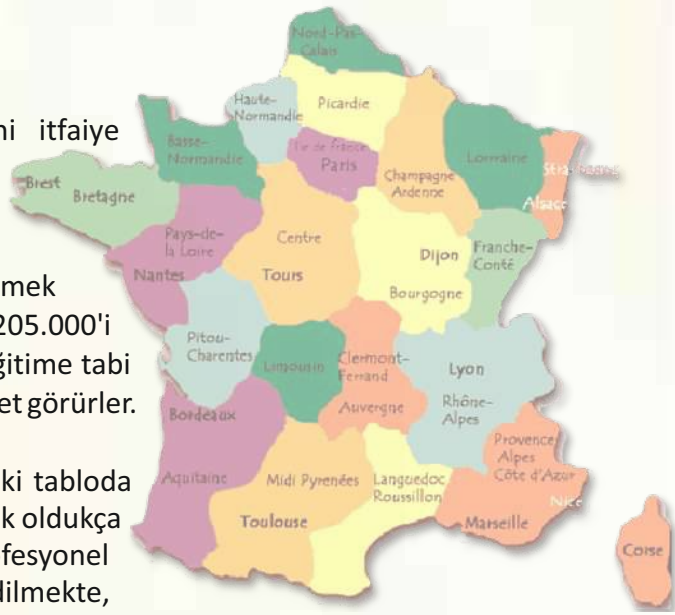 Nord-Pas-
Calais
ni itfaiye
Haute-
Normandie
Picardie
Basse-
Normandie
Ile de France
Paris
Champagne
Ardenne
Lorraine
Strasbourg
Alsace
Brest
Bretagne
Pays-de-
la Loire
Nantes
Centre
Tours
Dijon
Bourgogne
Franche-
Conté
mek
205.000'i
ğitime tabi
et görürler.
Pitou-
Charentes
Limousin
Clermont-
Ferrand
Auvergne
Lyon
Rhône-
Alpes
Bordeaux
Aquitaine
Midi Pyrenées
Toulouse
Languedoc
Roussillon
Provence
Alpes
Côte d'Azur
Nice
Marseille
Corse
ki tabloda
k oldukça
ofesyonel
dilmekte,